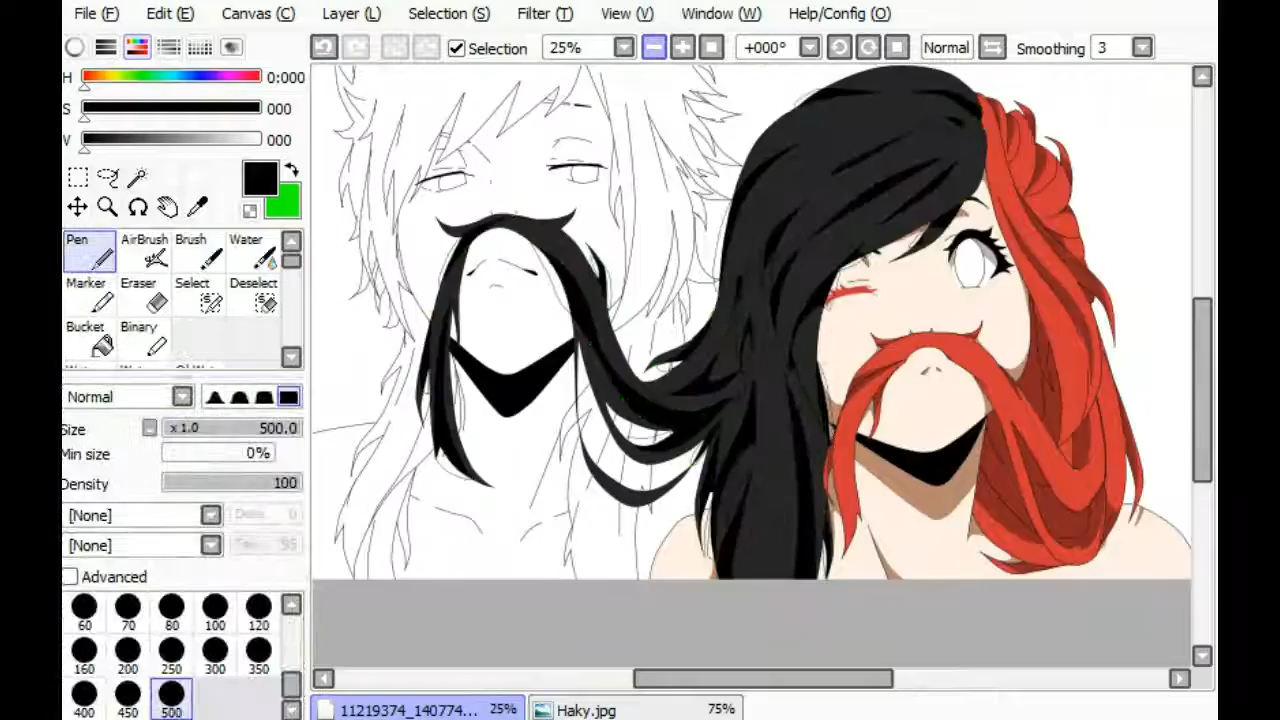 File (F) Edit (E) Canvas (C) Layer (L) Selection (S) Filter (T) View (V) Window (W) Help/Config (O)
Selection 25% +000° Normal Smoothing 3
H 0:000
S 000
V 000
Pen AirBrush Brush Water
Marker Eraser Select Deselect
Bucket Binary
Normal
Size x 1.0 500.0
Min size 0%
Density 100
[None] 0
[None] 95
Advanced
60 70 80 100 120
160 200 250 300 350
400 450 500
11219374_140774... 25% Haky.jpg 75%